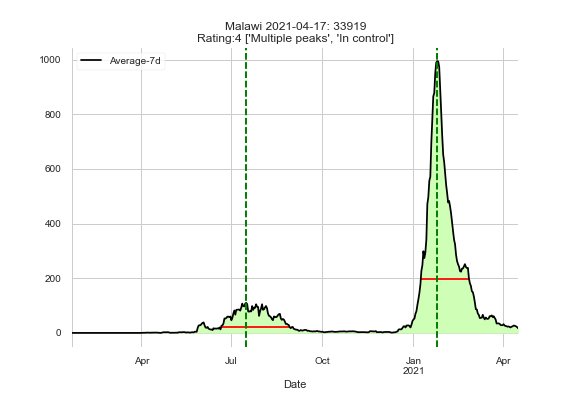 Malawi 2021-04-17: 33919
Rating:4 ['Multiple peaks', 'In control']
Average-7d
1000
800
600
400
200
0
Apr Jul Oct Jan Apr
2021
Date